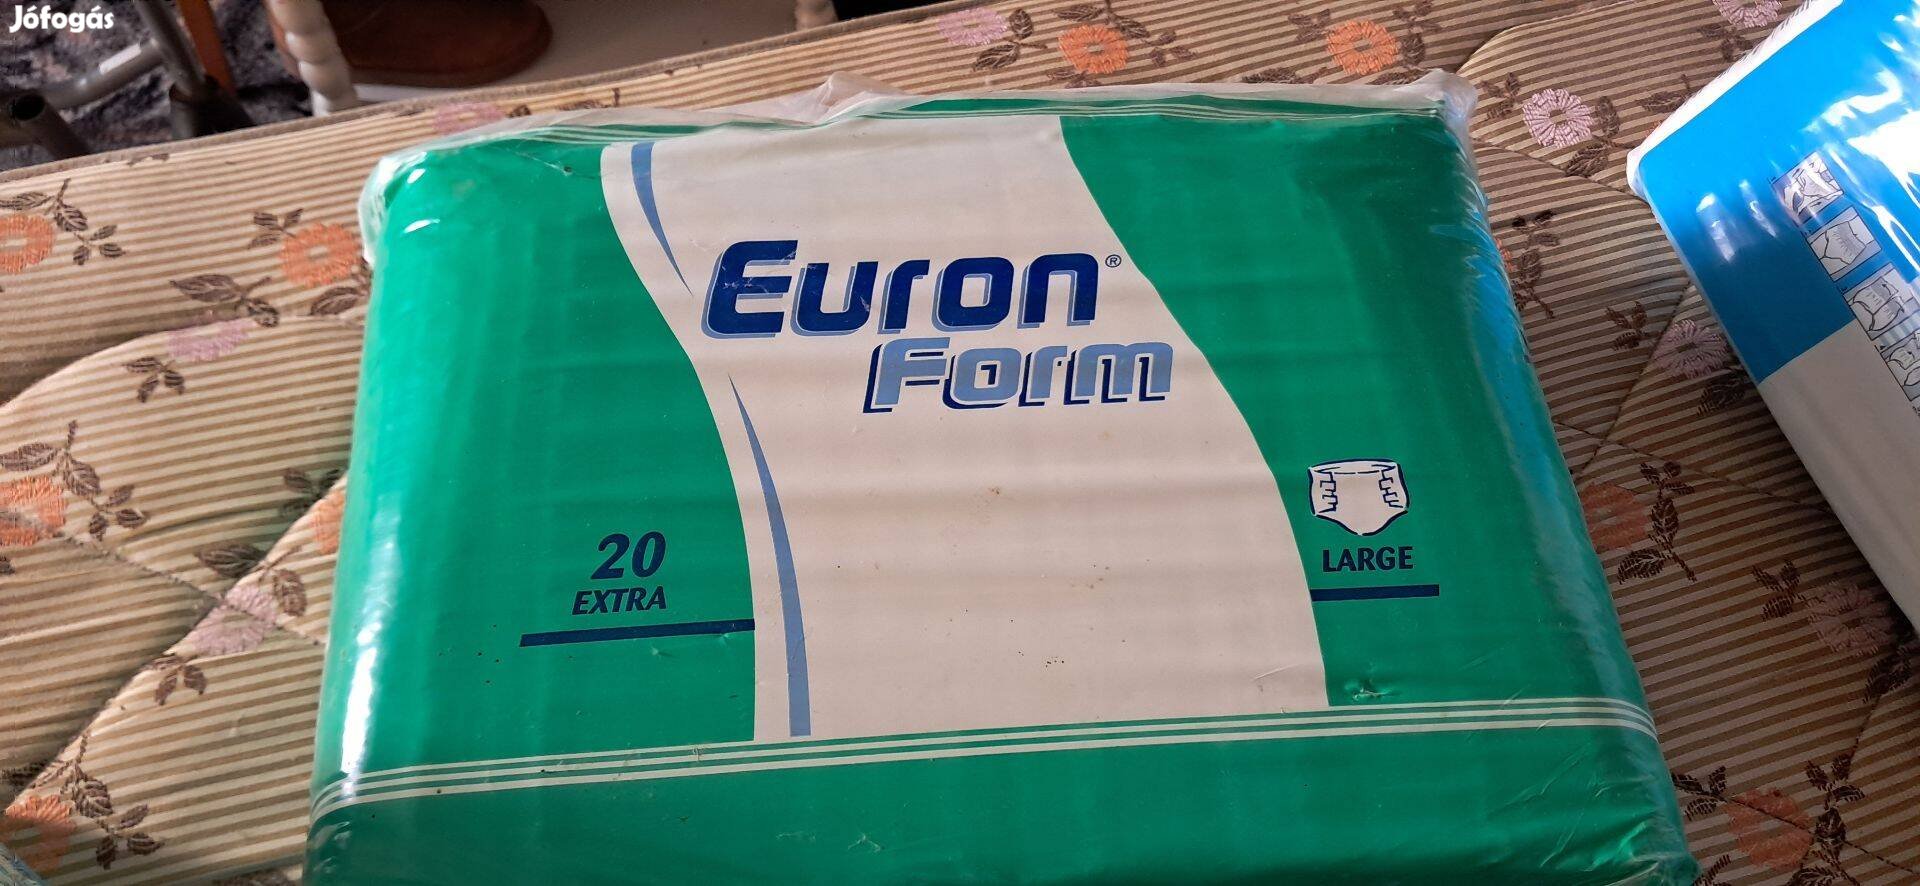 Jófogás
Euron®
Form
20
EXTRA
LARGE